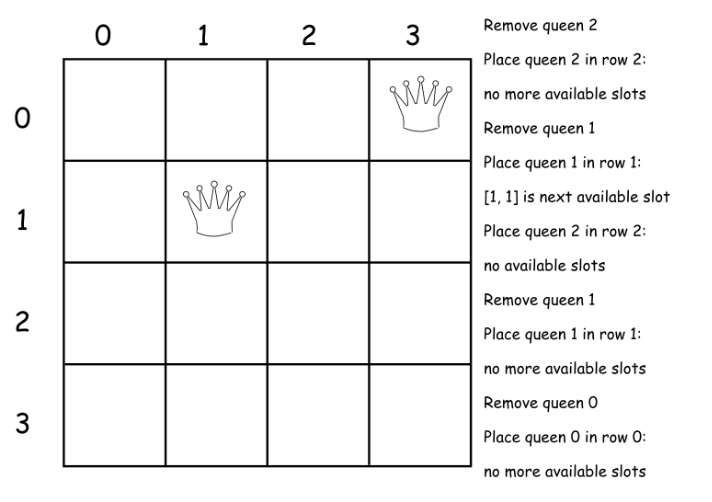 0 1 2 3
0
1
2
3
Remove queen 2
Place queen 2 in row 2:
no more available slots
Remove queen 1
Place queen 1 in row 1:
[1, 1] is next available slot
Place queen 2 in row 2:
no available slots
Remove queen 1
Place queen 1 in row 1:
no more available slots
Remove queen 0
Place queen 0 in row 0:
no more available slots